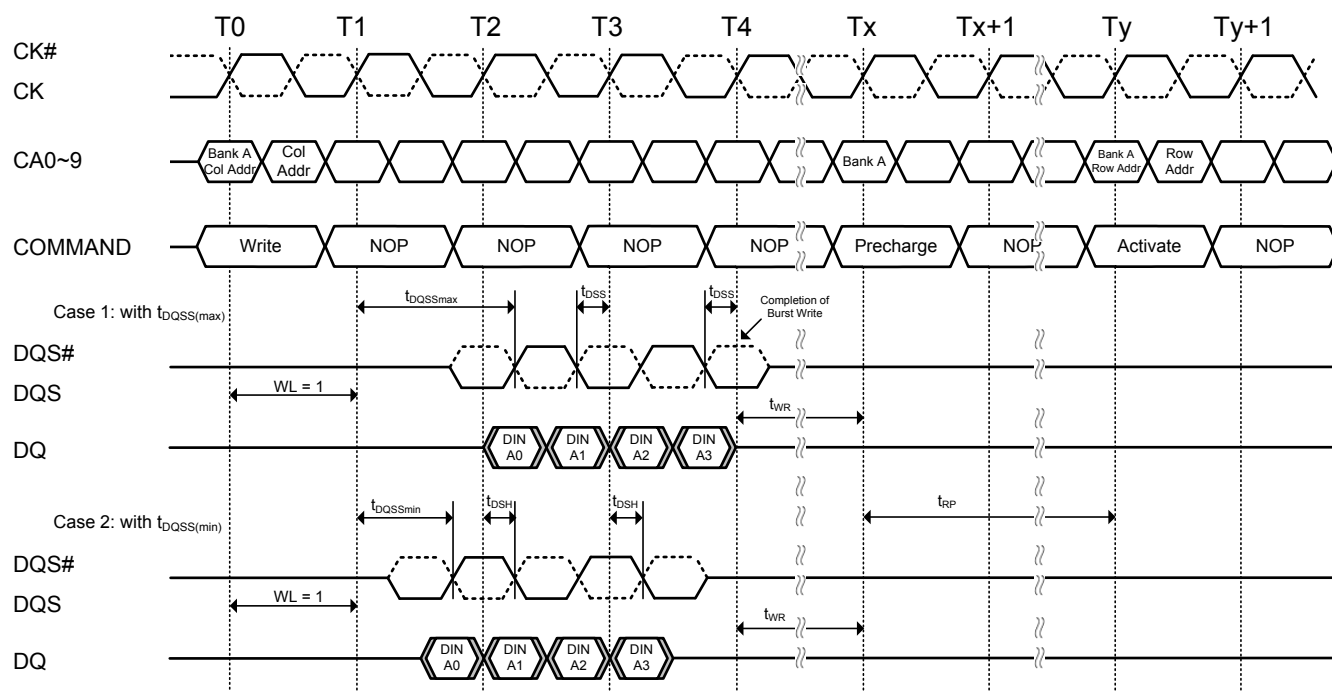 T0 T1 T2 T3 T4 Tx Tx+1 Ty Ty+1
CK#
CK
CA0~9
Bank A
Col Addr
Col
Addr
Bank A
Bank A
Row Addr
Row
Addr
COMMAND
Write NOP NOP NOP NOP Precharge NOP Activate NOP
Case 1: with tDQSS(max)
tDQSSmax
tDSS
tDSS
Completion of
Burst Write
DQS#
DQS
WL = 1
tWR
DQ
DIN
A0
DIN
A1
DIN
A2
DIN
A3
Case 2: with tDQSS(min)
tDQSSmin
tDSH
tDSH
tRP
DQS#
DQS
WL = 1
tWR
DQ
DIN
A0
DIN
A1
DIN
A2
DIN
A3